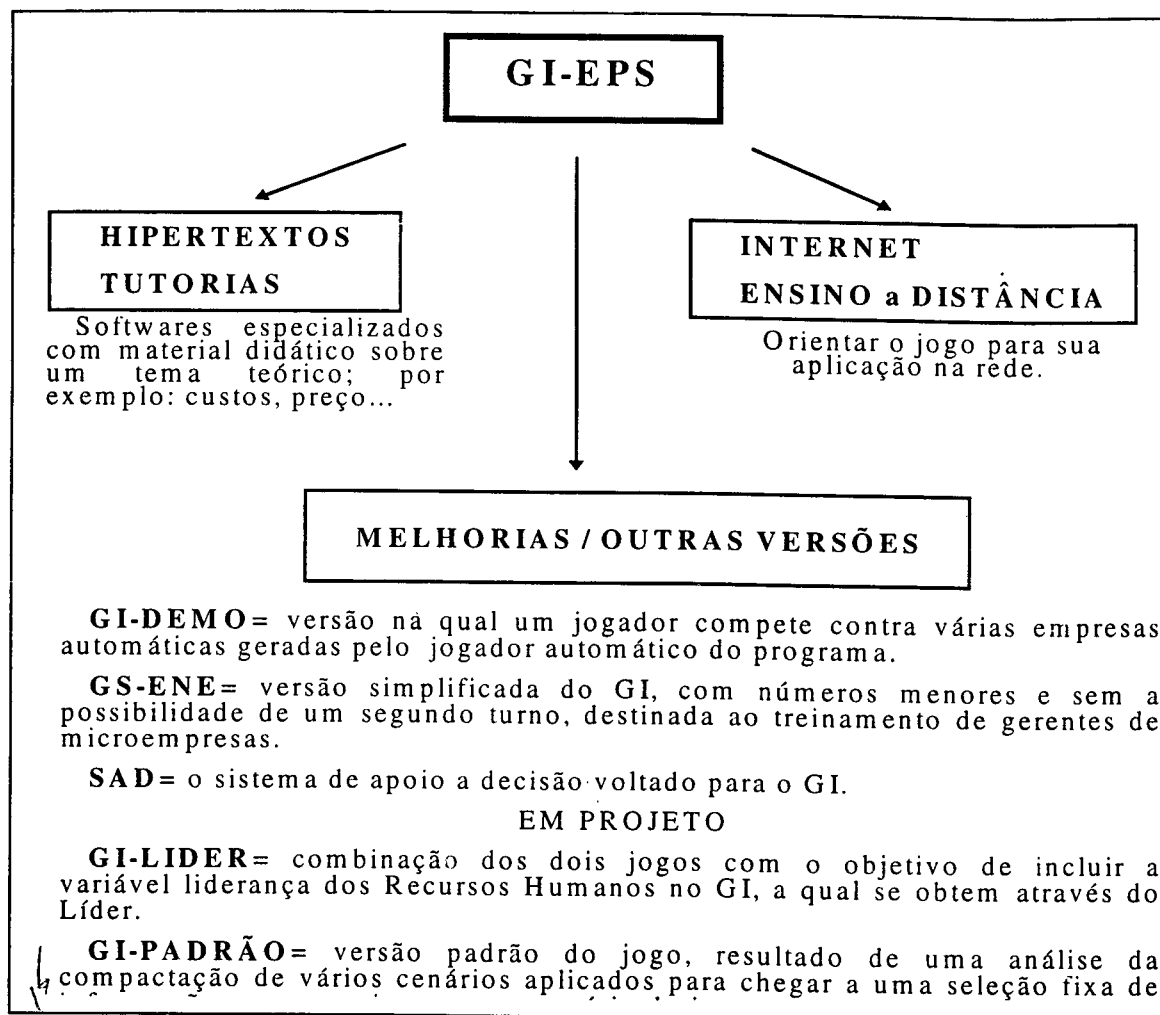 GI-EPS
HIPERTEXTOS
TUTORIAS
Softwares especializados
com material didático sobre
um tema teórico; por
exemplo: custos, preço...
INTERNET
ENSINO a DISTÂNCIA
Orientar o jogo para sua
aplicação na rede.
MELHORIAS / OUTRAS VERSÕES
GI-DEMO= versão na qual um jogador compete contra várias empresas
automáticas geradas pelo jogador automático do programa.
GS-ENE= versão simplificada do GI, com números menores e sem a
possibilidade de um segundo turno, destinada ao treinamento de gerentes de
microempresas.
SAD= o sistema de apoio a decisão voltado para o GI.
EM PROJETO
GI-LIDER= combinação dos dois jogos com o objetivo de incluir a
variável liderança dos Recursos Humanos no GI, a qual se obtem através do
Líder.
GI-PADRÃO= versão padrão do jogo, resultado de uma análise da
compactação de vários cenários aplicados para chegar a uma seleção fixa de